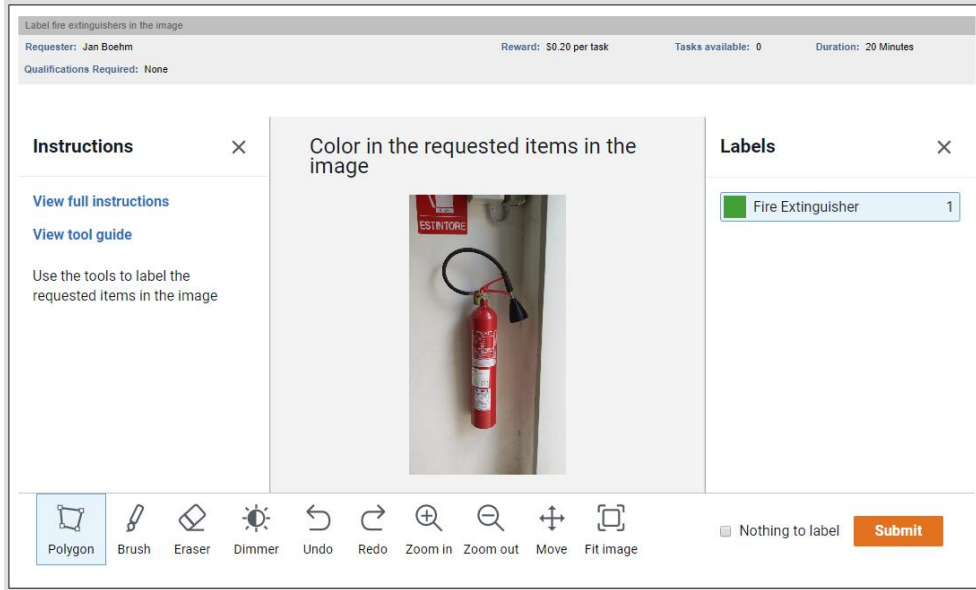 Label fire extinguishers in the image
Requester: Jan Boehm Reward: $0.20 per task Tasks available: 0 Duration: 20 Minutes
Qualifications Required: None
Instructions
View full instructions
View tool guide
Use the tools to label the
requested items in the image
Color in the requested items in the
image
ESTINTORE
Labels
Fire Extinguisher 1
Polygon Brush Eraser Dimmer Undo Redo Zoom in Zoom out Move Fit image
Nothing to label Submit